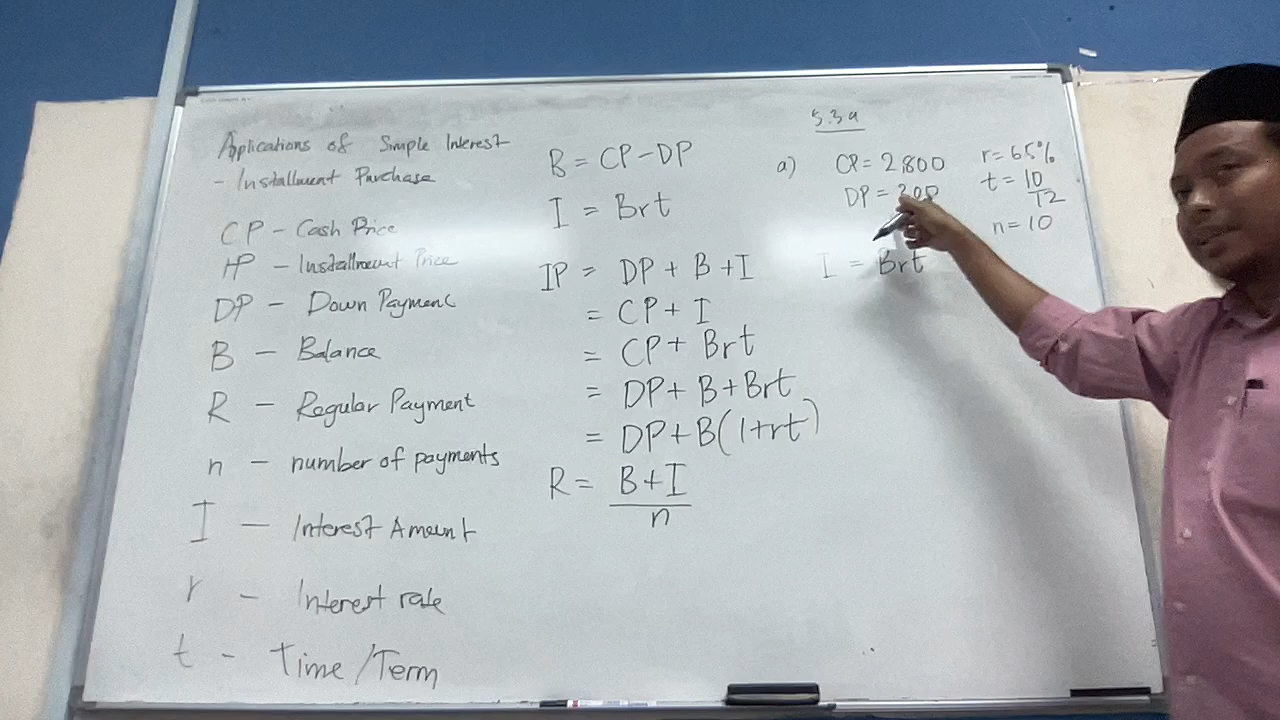 Applications of Simple Interest
- Installment Purchase
CP - Cash Price
IP - Installment Price
DP - Down Payment
B - Balance
R - Regular Payment
n - number of payments
I - Interest Amount
r - Interest rate
t - Time/Term
B = CP-DP
I = Brt
IP = DP + B + I
= CP + I
= CP + Brt
= DP + B + Brt
= DP + B(1+rt)
R = B+I
n
5.3a
a) CP = 2800
DP =
I = Brt
r = 65%
t = 10
12
n = 10